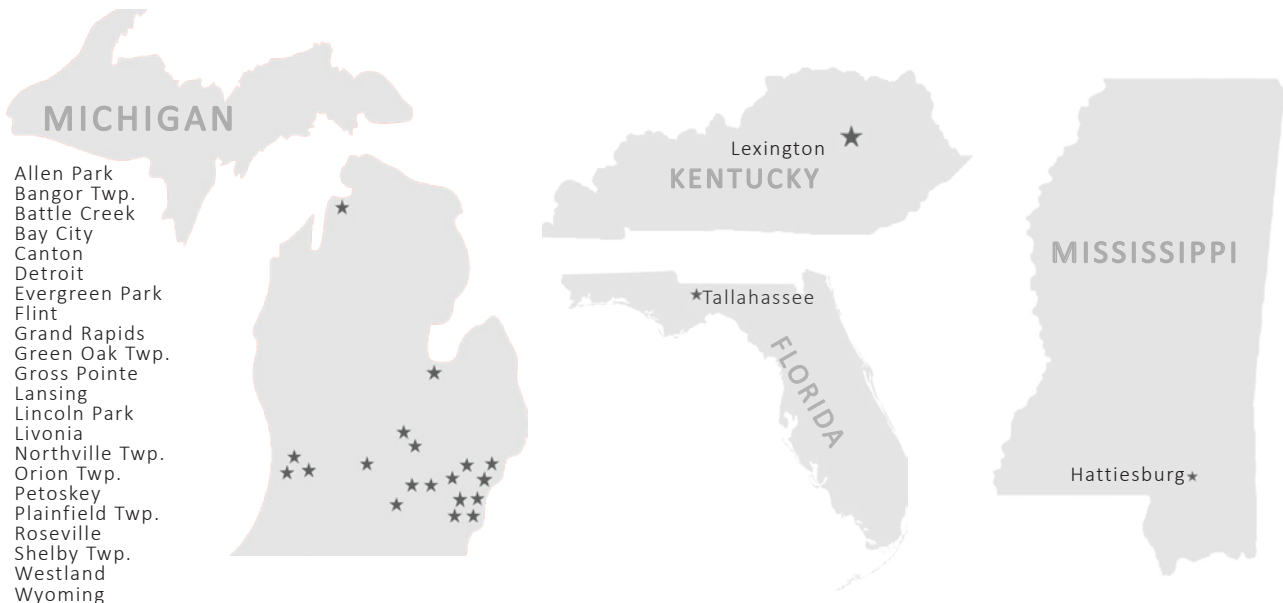 MICHIGAN
Allen Park
Bangor Twp.
Battle Creek
Bay City
Canton
Detroit
Evergreen Park
Flint
Grand Rapids
Green Oak Twp.
Gross Pointe
Lansing
Lincoln Park
Livonia
Northville Twp.
Orion Twp.
Petoskey
Plainfield Twp.
Roseville
Shelby Twp.
Westland
Wyoming
Lexington
KENTUCKY
Tallahassee
FLORIDA
MISSISSIPPI
Hattiesburg